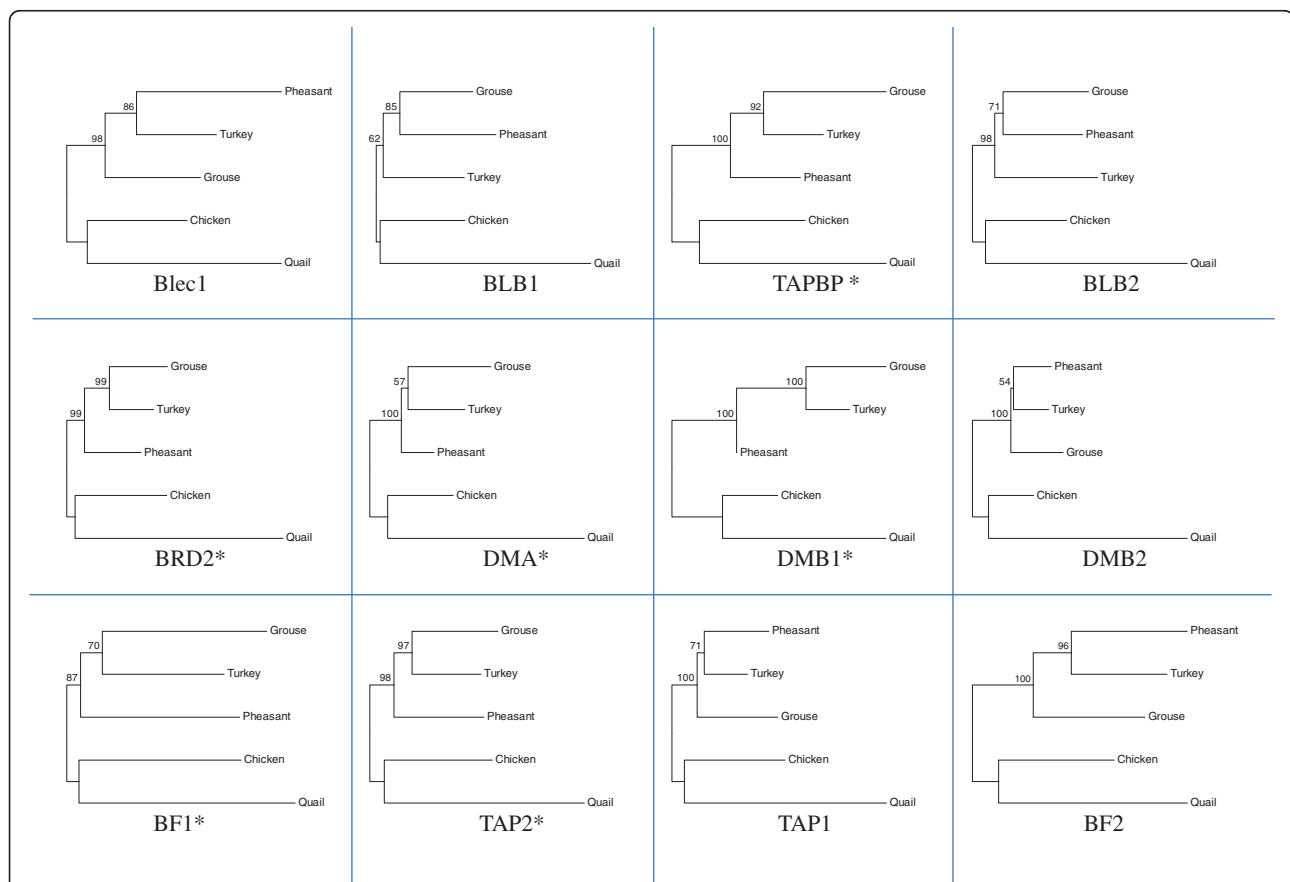 Pheasant
86
Turkey
98
Grouse
Chicken
Quail
Blec1
Grouse
85
Pheasant
62
Turkey
Chicken
Quail
BLB1
Grouse
92
Turkey
100
Pheasant
Chicken
Quail
TAPBP *
Grouse
71
Pheasant
98
Turkey
Chicken
Quail
BLB2
Grouse
99
Turkey
99
Pheasant
Chicken
Quail
BRD2*
Grouse
57
Turkey
100
Pheasant
Chicken
Quail
DMA*
Grouse
100
Turkey
100
Pheasant
Chicken
Quail
DMB1*
Pheasant
54
Turkey
100
Grouse
Chicken
Quail
DMB2
Grouse
70
Turkey
87
Pheasant
Chicken
Quail
BF1*
Grouse
97
Turkey
98
Pheasant
Chicken
Quail
TAP2*
Pheasant
71
Turkey
100
Grouse
Chicken
Quail
TAP1
Pheasant
96
Turkey
100
Grouse
Chicken
Quail
BF2